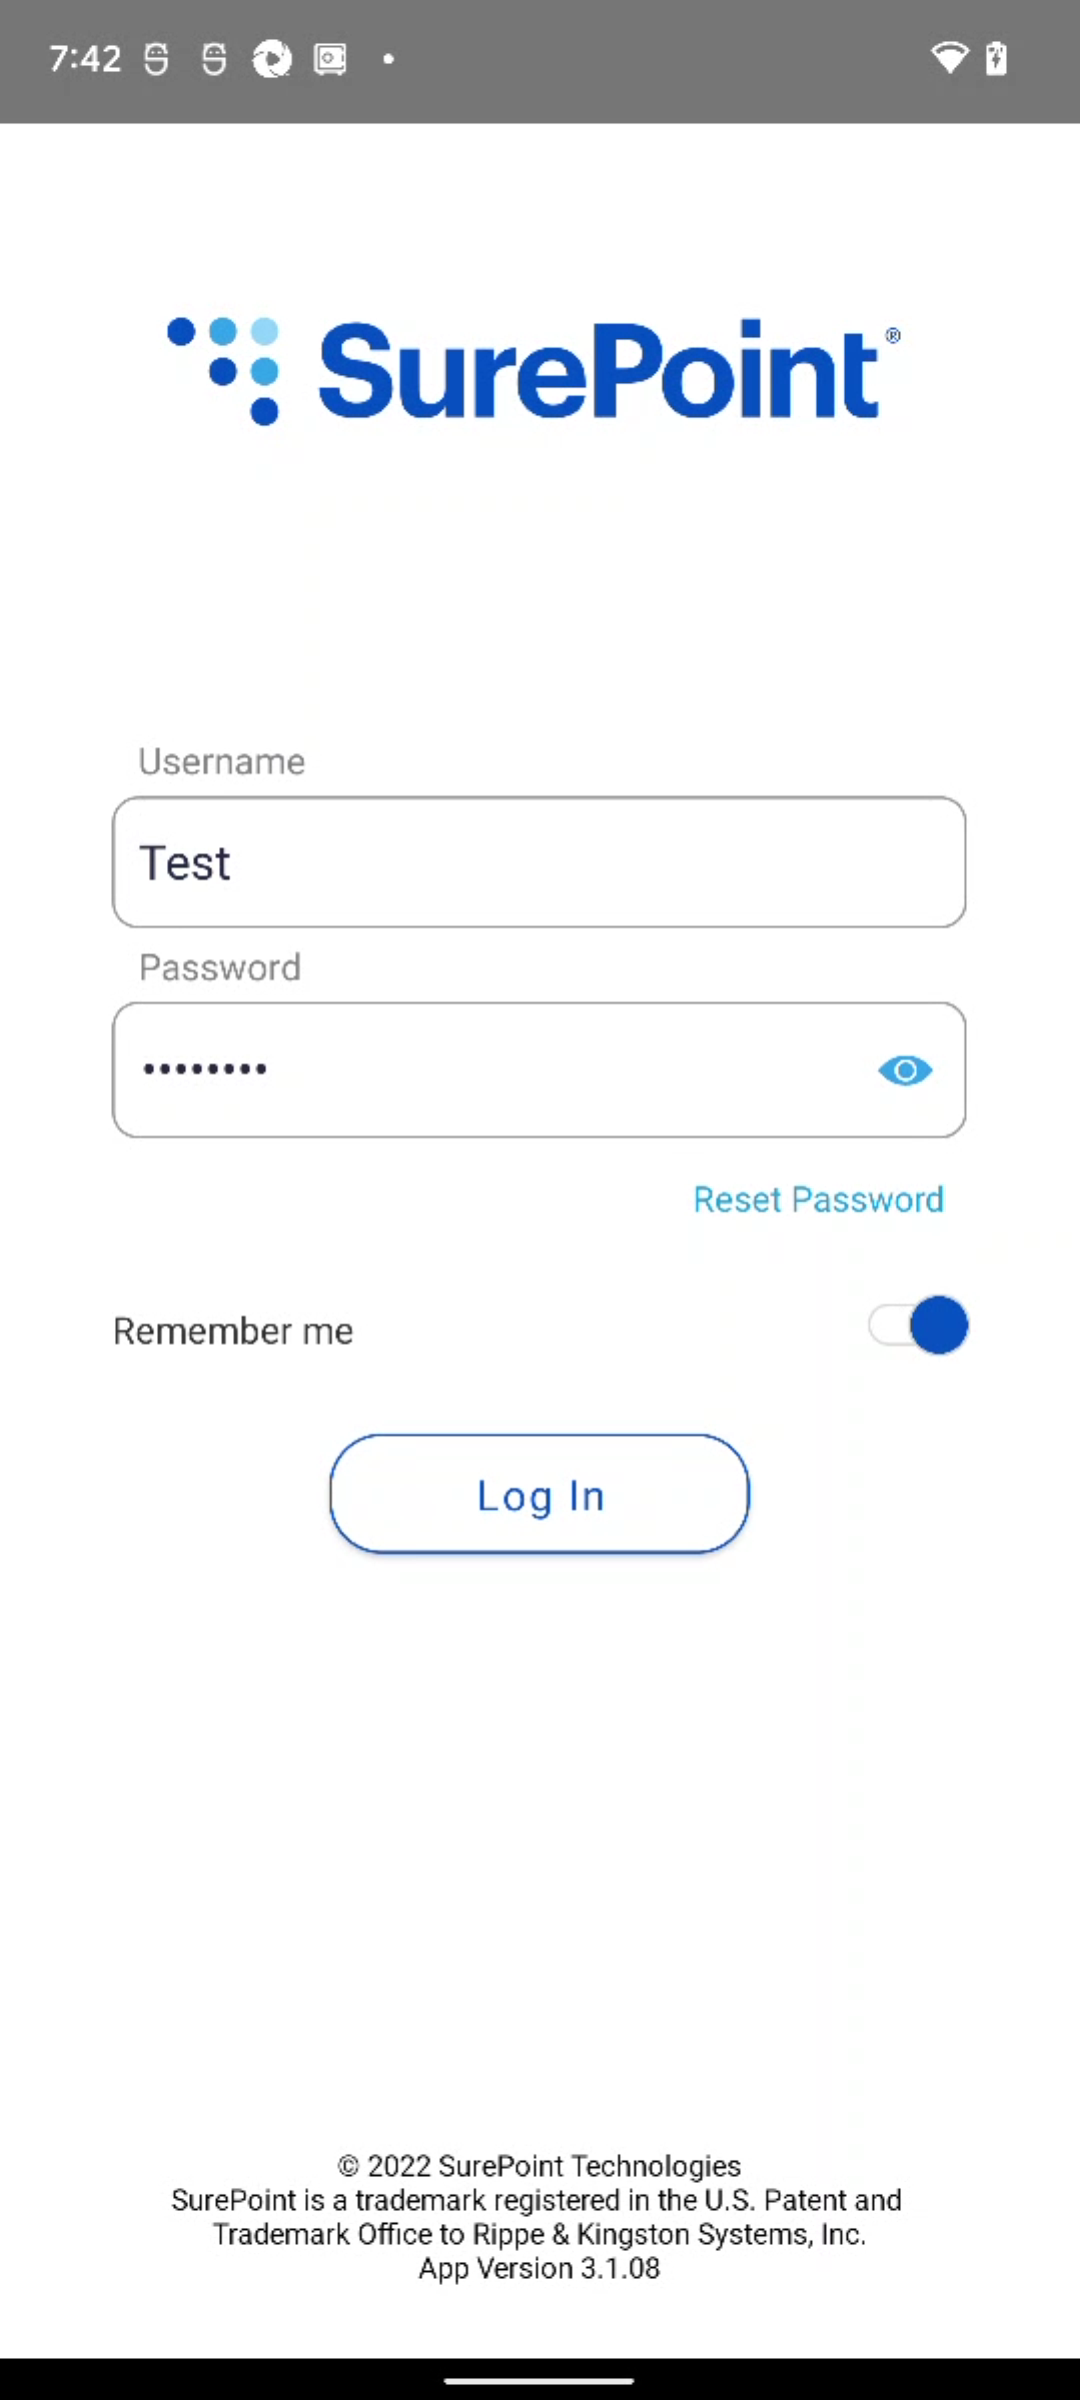 7:42
SurePoint®
Username
Test
Password
••••••••
Reset Password
Remember me
Log In
© 2022 SurePoint Technologies
SurePoint is a trademark registered in the U.S. Patent and
Trademark Office to Rippe & Kingston Systems, Inc.
App Version 3.1.08